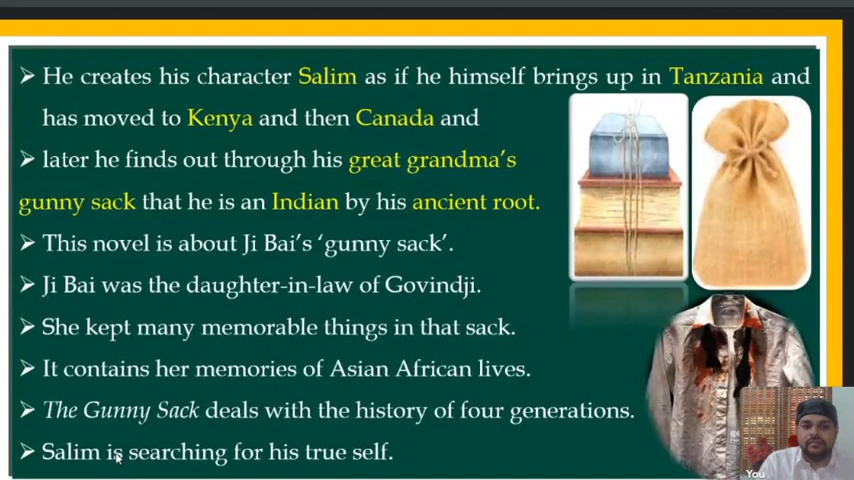 He creates his character Salim as if he himself brings up in Tanzania and
has moved to Kenya and then Canada and
later he finds out through his great grandma's
gunny sack that he is an Indian by his ancient root.
This novel is about Ji Bai's 'gunny sack'.
Ji Bai was the daughter-in-law of Govindji.
She kept many memorable things in that sack.
It contains her memories of Asian African lives.
The Gunny Sack deals with the history of four generations.
Salim is searching for his true self.
You